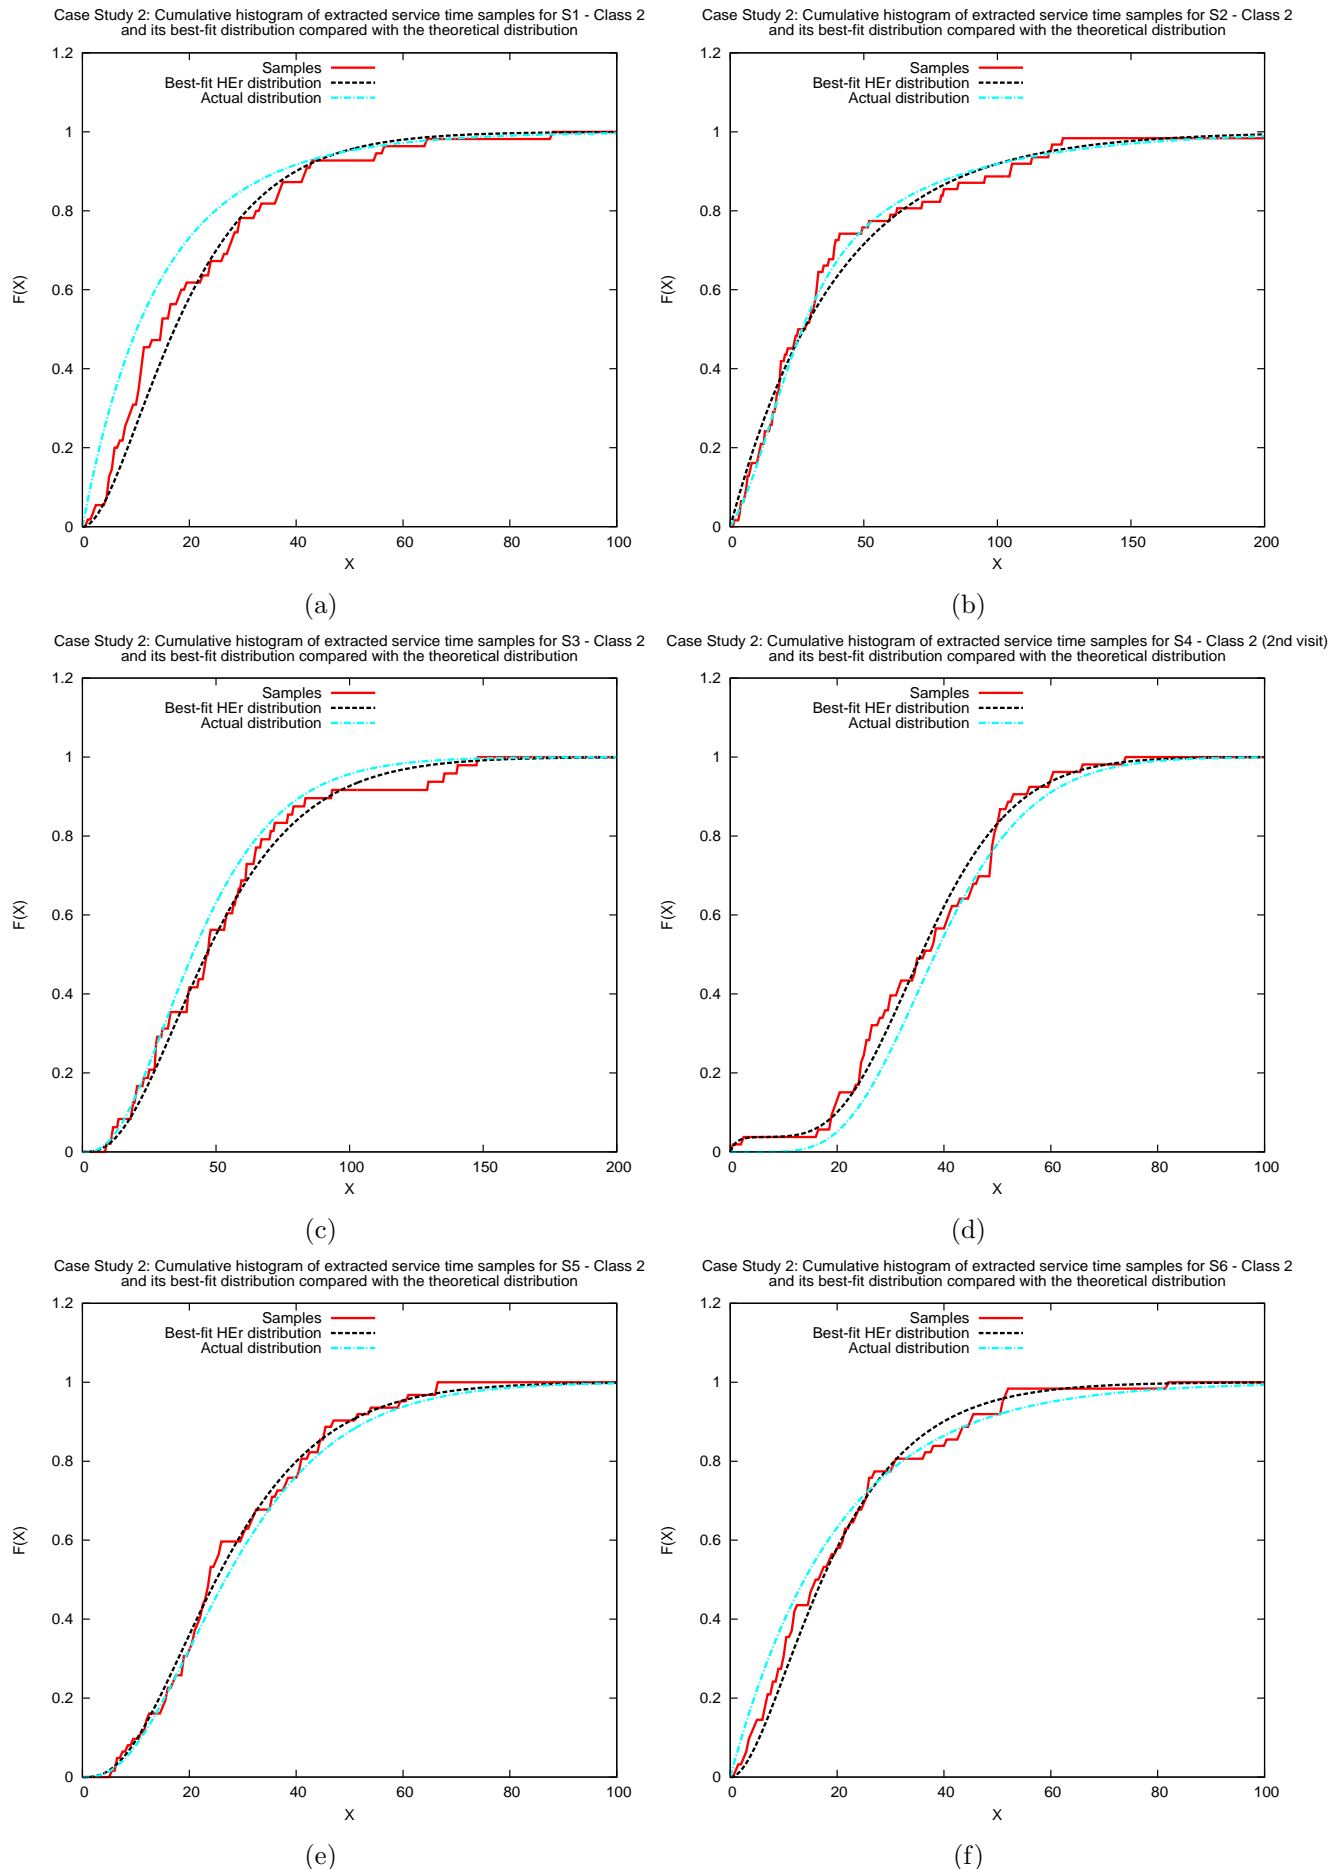 Case Study 2: Cumulative histogram of extracted service time samples for S1 - Class 2
and its best-fit distribution compared with the theoretical distribution
1.2
1
0.8
0.6
0.4
0.2
0
F(X)
Samples
Best-fit HEr distribution
Actual distribution
0 20 40 60 80 100
X
(a)
Case Study 2: Cumulative histogram of extracted service time samples for S2 - Class 2
and its best-fit distribution compared with the theoretical distribution
1.2
1
0.8
0.6
0.4
0.2
0
F(X)
Samples
Best-fit HEr distribution
Actual distribution
0 50 100 150 200
X
(b)
Case Study 2: Cumulative histogram of extracted service time samples for S3 - Class 2
and its best-fit distribution compared with the theoretical distribution
1.2
1
0.8
0.6
0.4
0.2
0
F(X)
Samples
Best-fit HEr distribution
Actual distribution
0 50 100 150 200
X
(c)
Case Study 2: Cumulative histogram of extracted service time samples for S4 - Class 2 (2nd visit)
and its best-fit distribution compared with the theoretical distribution
1.2
1
0.8
0.6
0.4
0.2
0
F(X)
Samples
Best-fit HEr distribution
Actual distribution
0 20 40 60 80 100
X
(d)
Case Study 2: Cumulative histogram of extracted service time samples for S5 - Class 2
and its best-fit distribution compared with the theoretical distribution
1.2
1
0.8
0.6
0.4
0.2
0
F(X)
Samples
Best-fit HEr distribution
Actual distribution
0 20 40 60 80 100
X
(e)
Case Study 2: Cumulative histogram of extracted service time samples for S6 - Class 2
and its best-fit distribution compared with the theoretical distribution
1.2
1
0.8
0.6
0.4
0.2
0
F(X)
Samples
Best-fit HEr distribution
Actual distribution
0 20 40 60 80 100
X
(f)